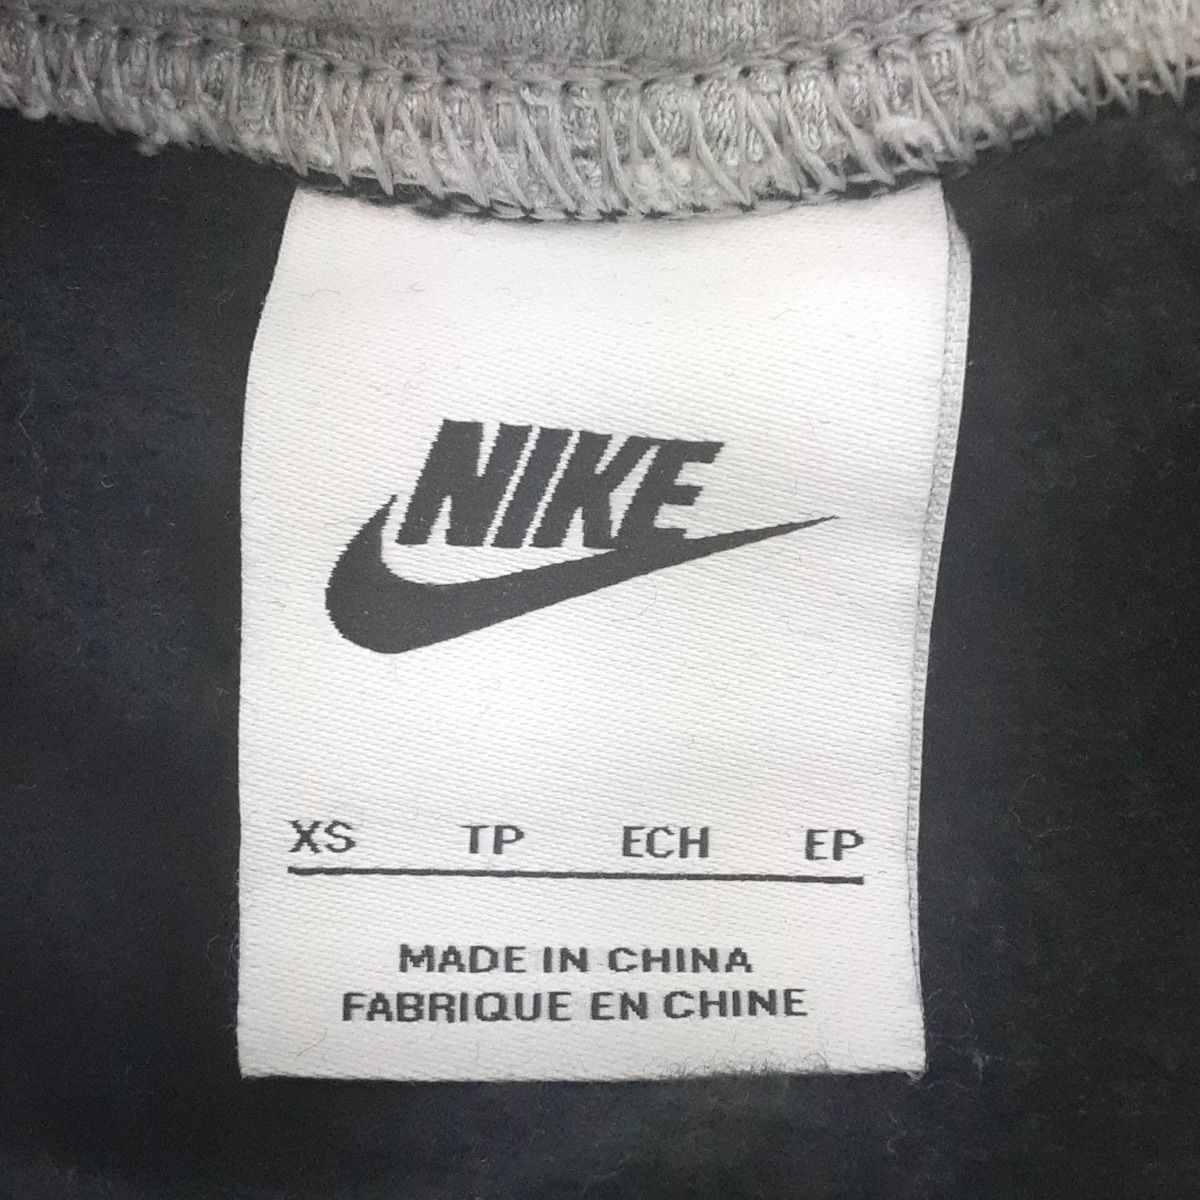 NIKE
XS TP ECH EP
MADE IN CHINA
FABRIQUE EN CHINE